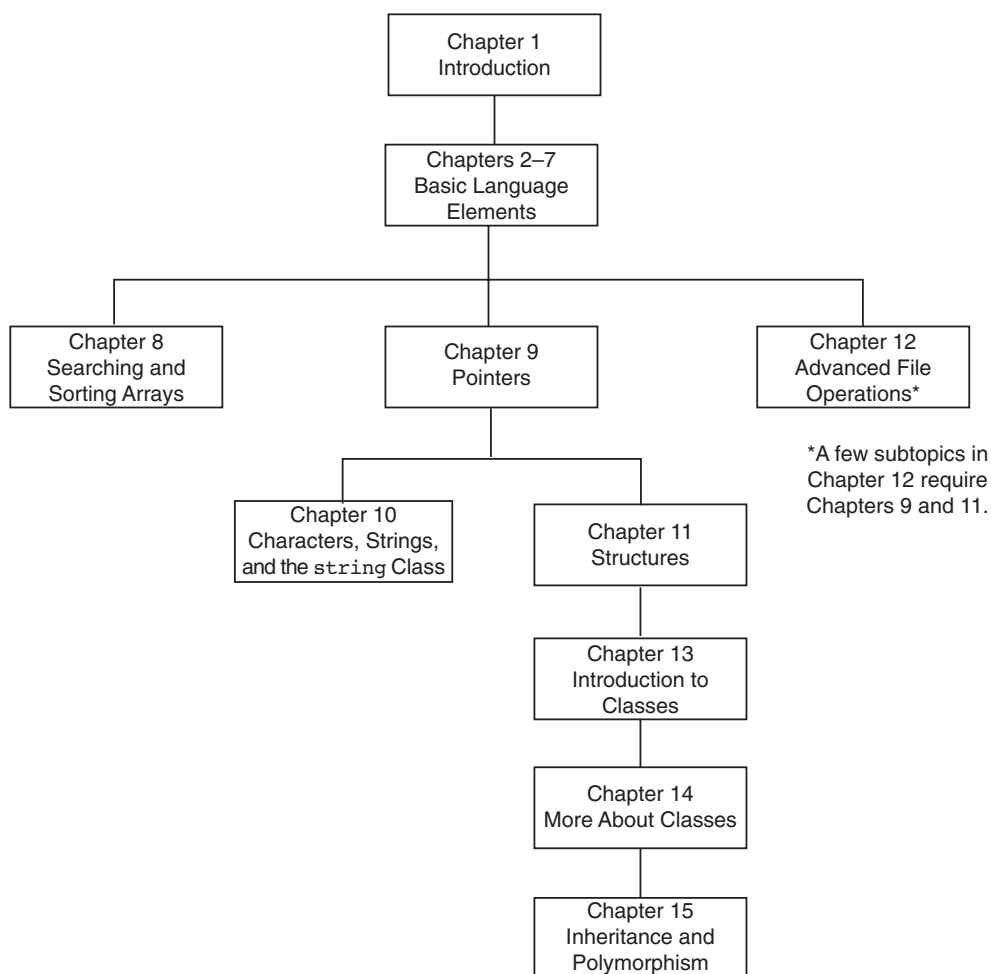 Chapter 1
Introduction
Chapters 2–7
Basic Language
Elements
Chapter 8
Searching and
Sorting Arrays
Chapter 9
Pointers
Chapter 12
Advanced File
Operations*
*A few subtopics in
Chapter 12 require
Chapters 9 and 11.
Chapter 10
Characters, Strings,
and the string Class
Chapter 11
Structures
Chapter 13
Introduction to
Classes
Chapter 14
More About Classes
Chapter 15
Inheritance and
Polymorphism